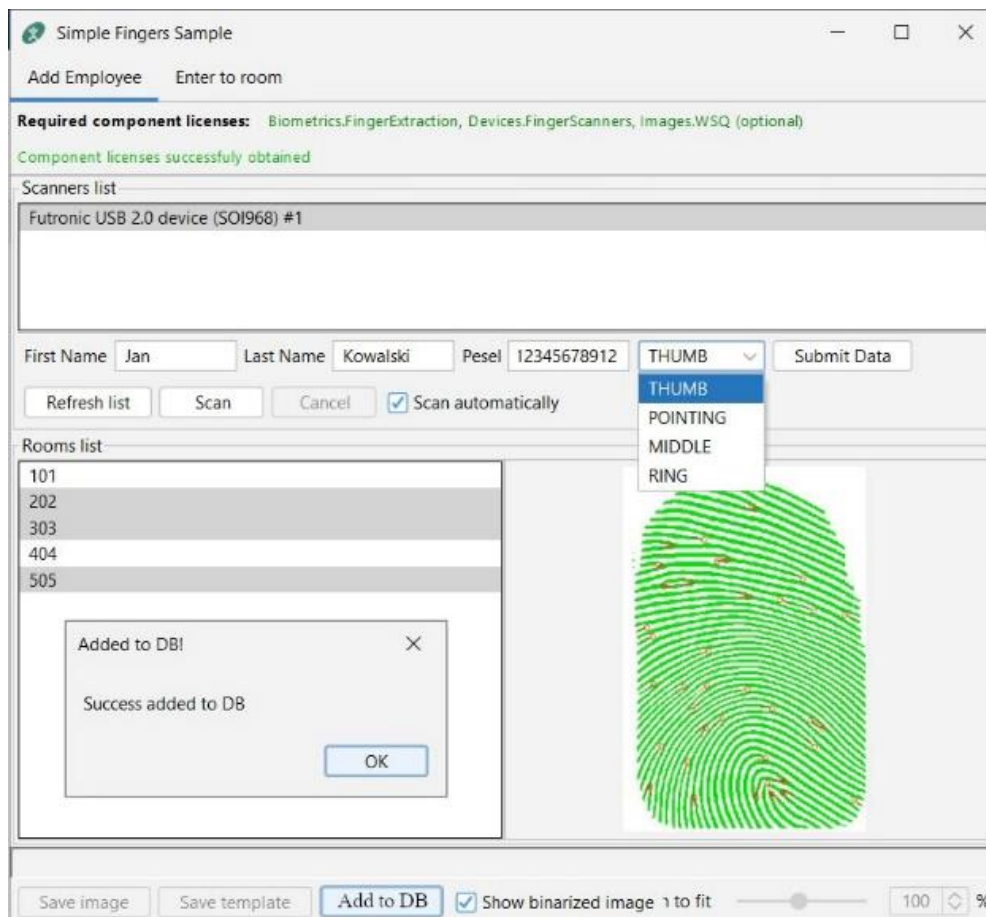 Simple Fingers Sample
Add Employee Enter to room
Required component licenses: Biometrics.FingerExtraction, Devices.FingerScanners, Images.WSQ (optional)
Component licenses successfuly obtained
Scanners list
Futronic USB 2.0 device (SOI968) #1
First Name Jan Last Name Kowalski Pesel 12345678912 THUMB Submit Data
THUMB
Refresh list Scan Cancel Scan automatically
POINTING
MIDDLE
RING
Rooms list
101
202
303
404
505
Added to DB!
Success added to DB
OK
Save image Save template Add to DB Show binarized image to fit 100 %